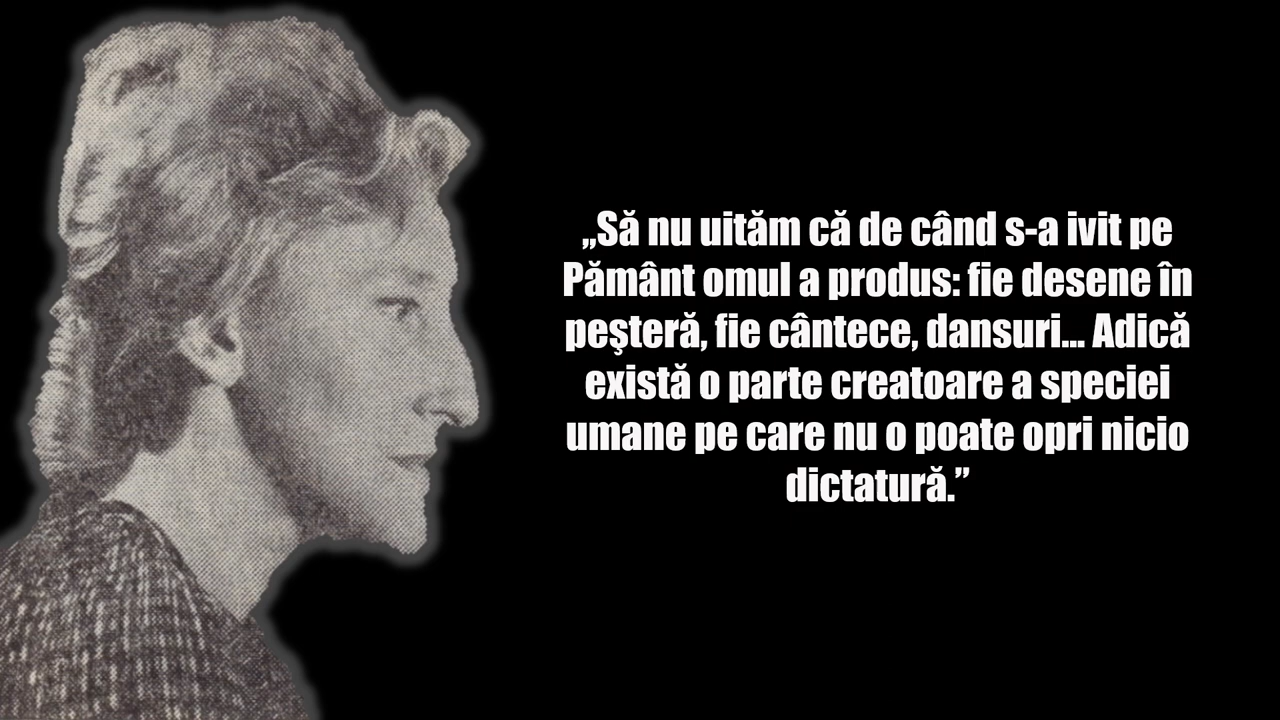 „Să nu uităm că de când s-a ivit pe
Pământ omul a produs: fie desene în
peşteră, fie cântece, dansuri... Adică
există o parte creatoare a speciei
umane pe care nu o poate opri nicio
dictatură.”